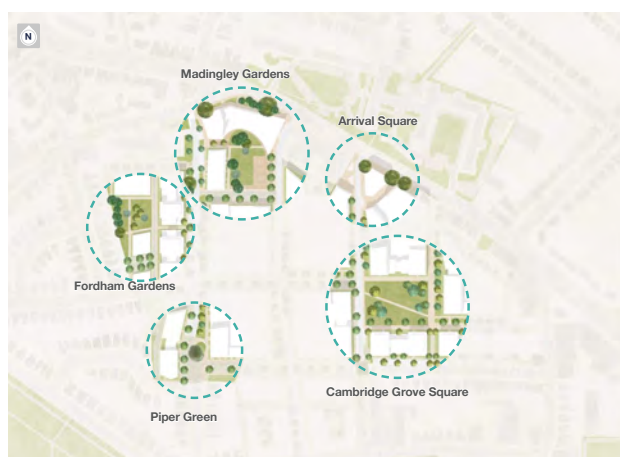 N
Madingley Gardens
Arrival Square
Fordham Gardens
Cambridge Grove Square
Piper Green